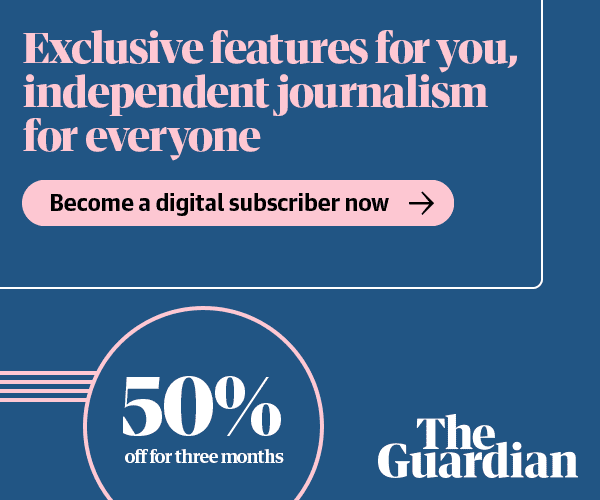 Exclusive features for you,
independent journalism
for everyone
Become a digital subscriber now
50%
off for three months
The
Guardian